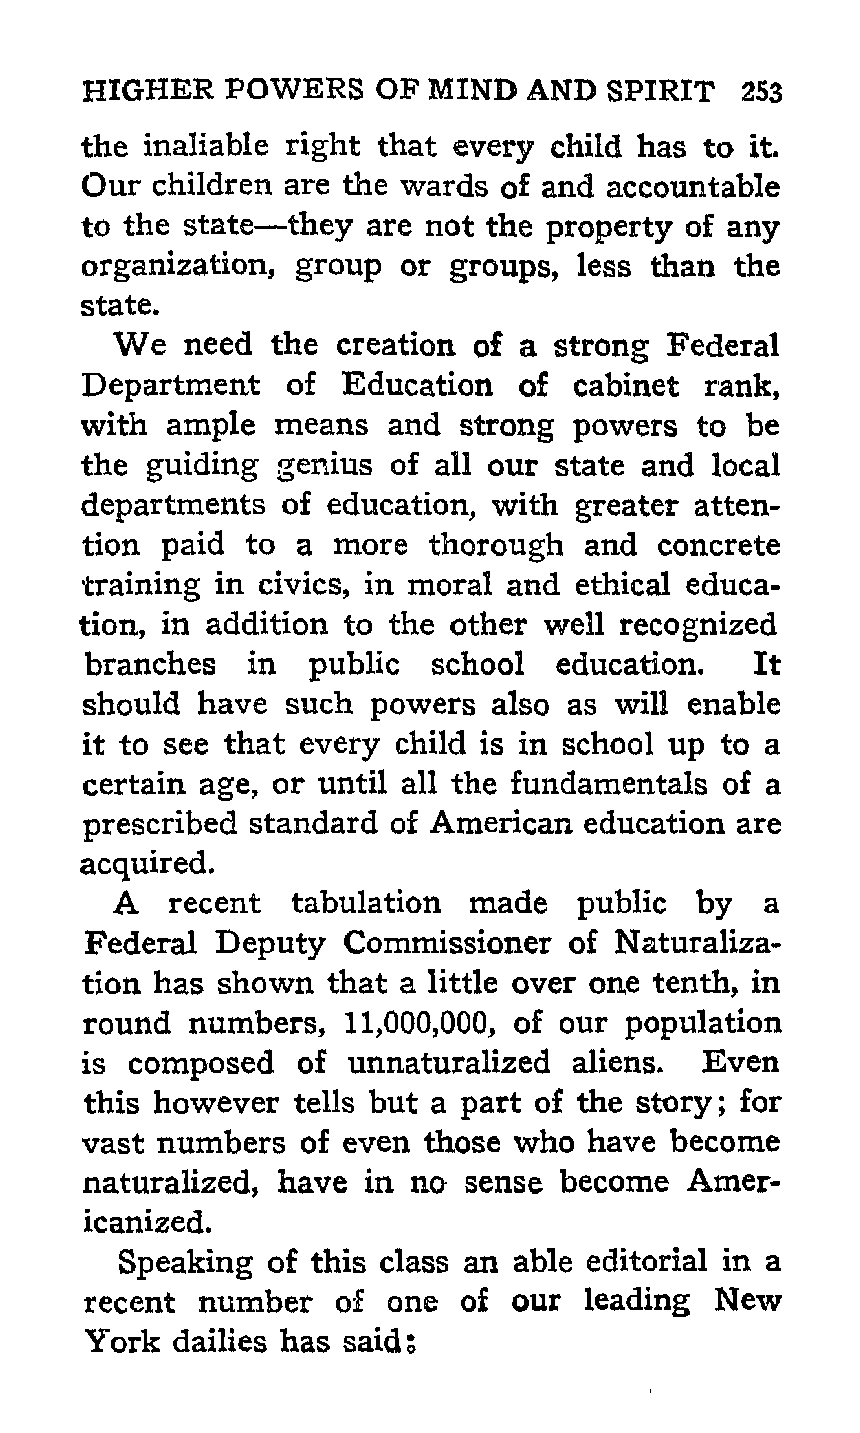 HIGHER POWERS OF MIND AND SPIRIT 253
the inaliable right that every child has to it.
Our children are the wards of and accountable
to the state—they are not the property of any
organization, group or groups, less than the
state.
We need the creation of a strong Federal
Department of Education of cabinet rank,
with ample means and strong powers to be
the guiding genius of all our state and local
departments of education, with greater atten-
tion paid to a more thorough and concrete
training in civics, in moral and ethical educa-
tion, in addition to the other well recognized
branches in public school education. It
should have such powers also as will enable
it to see that every child is in school up to a
certain age, or until all the fundamentals of a
prescribed standard of American education are
acquired.
A recent tabulation made public by a
Federal Deputy Commissioner of Naturaliza-
tion has shown that a little over one tenth, in
round numbers, 11,000,000, of our population
is composed of unnaturalized aliens. Even
this however tells but a part of the story; for
vast numbers of even those who have become
naturalized, have in no sense become Amer-
icanized.
Speaking of this class an able editorial in a
recent number of one of our leading New
York dailies has said: